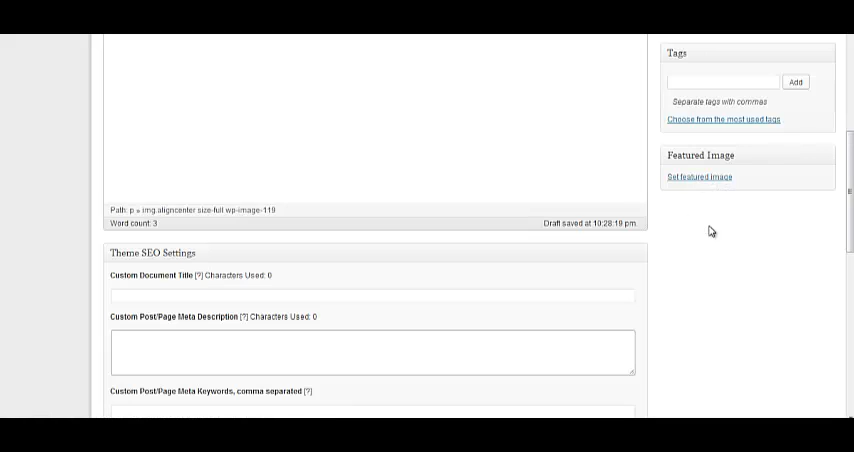 Tags
Add
Separate tags with commas
Choose from the most used tags
Featured Image
Set featured image
Path: p » img.aligncenter size-full wp-image-119
Word count: 3 Draft saved at 10:28:19 pm.
Theme SEO Settings
Custom Document Title [?] Characters Used: 0
Custom Post/Page Meta Description [?] Characters Used: 0
Custom Post/Page Meta Keywords, comma separated [?]